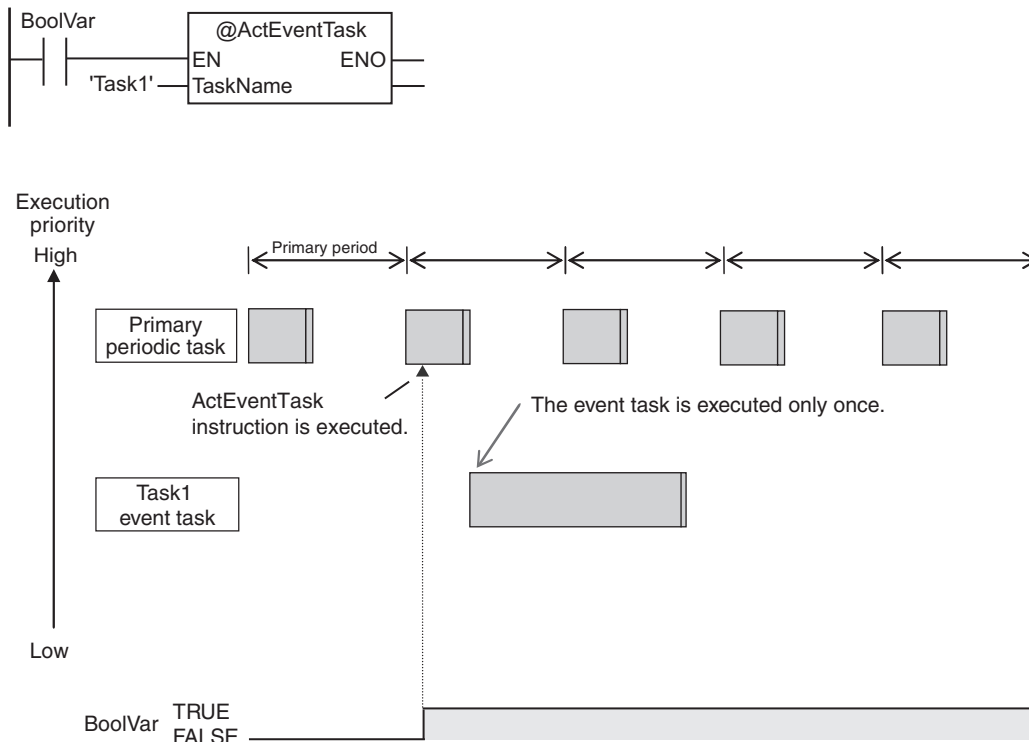 BoolVar
@ActEventTask
EN ENO
'Task1' TaskName
Execution
priority
High
Primary period
Primary
periodic task
ActEventTask
instruction is executed.
The event task is executed only once.
Task1
event task
Low
BoolVar TRUE
FALSE